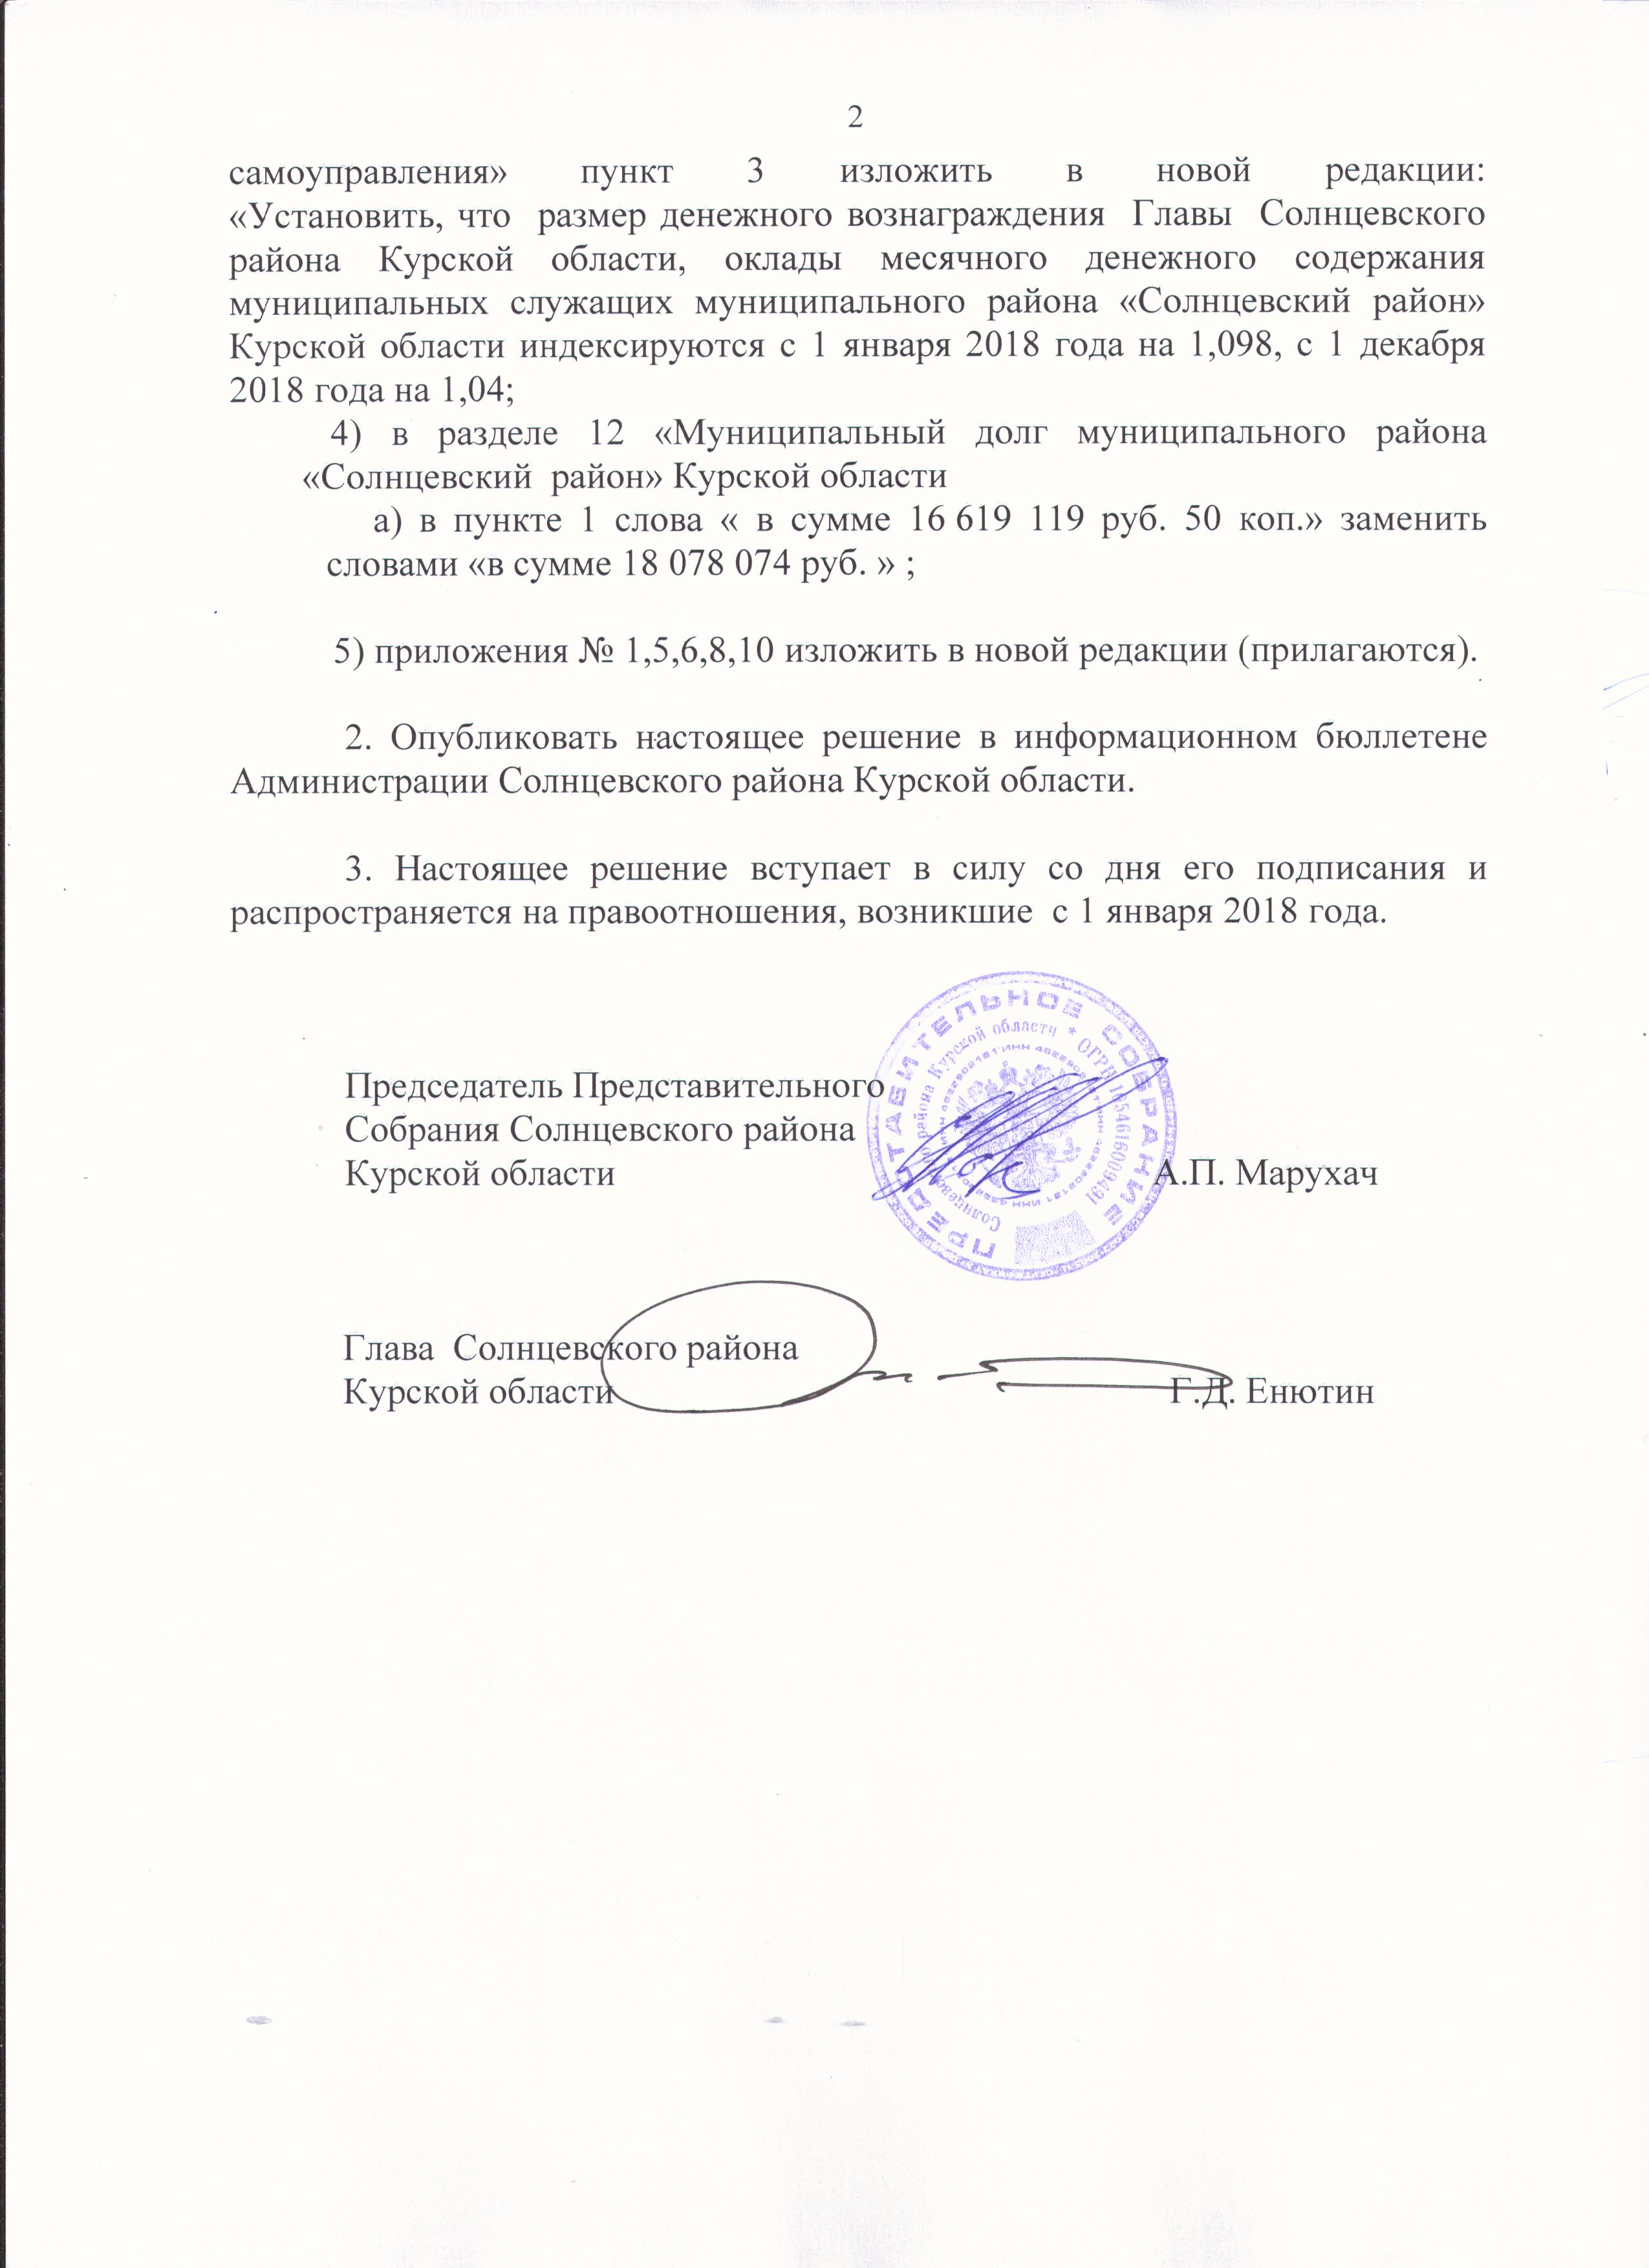 2
самоуправления» пункт 3 изложить в новой редакции:
«Установить, что размер денежного вознаграждения Главы Солнцевского
района Курской области, оклады месячного денежного содержания
муниципальных служащих муниципального района «Солнцевский район»
Курской области индексируются с 1 января 2018 года на 1,098, с 1 декабря
2018 года на 1,04;
4) в разделе 12 «Муниципальный долг муниципального района
«Солнцевский район» Курской области
а) в пункте 1 слова « в сумме 16 619 119 руб. 50 коп.» заменить
словами «в сумме 18 078 074 руб. » ;
5) приложения № 1,5,6,8,10 изложить в новой редакции (прилагаются).
2. Опубликовать настоящее решение в информационном бюллетене
Администрации Солнцевского района Курской области.
3. Настоящее решение вступает в силу со дня его подписания и
распространяется на правоотношения, возникшие с 1 января 2018 года.
Председатель Представительного
Собрания Солнцевского района
Курской области А.П. Марухач
ПРЕДСТАВИТЕЛЬНОЕ СОБРАНИЕ
района Курской области * ОГРН
Глава Солнцевского района
Курской области Г.Д. Енютин